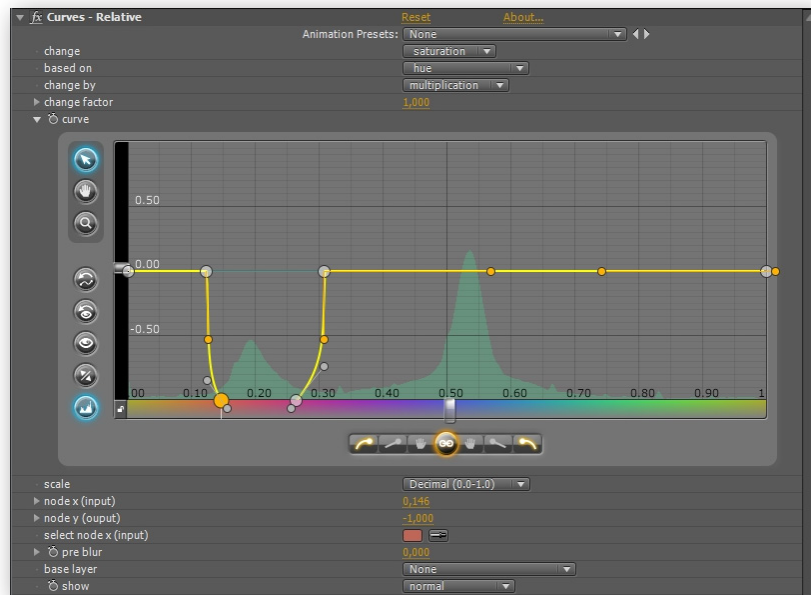 fx Curves - Relative Reset About...
Animation Presets: None
change saturation
based on hue
change by multiplication
change factor 1,000
curve
0.50
0.00
-0.50
.00 0.10 0.20 0.30 0.40 0.50 0.60 0.70 0.80 0.90 1
scale Decimal (0.0-1.0)
node x (input) 0,146
node y (ouput) -1,000
select node x (input)
pre blur 0,000
base layer None
show normal